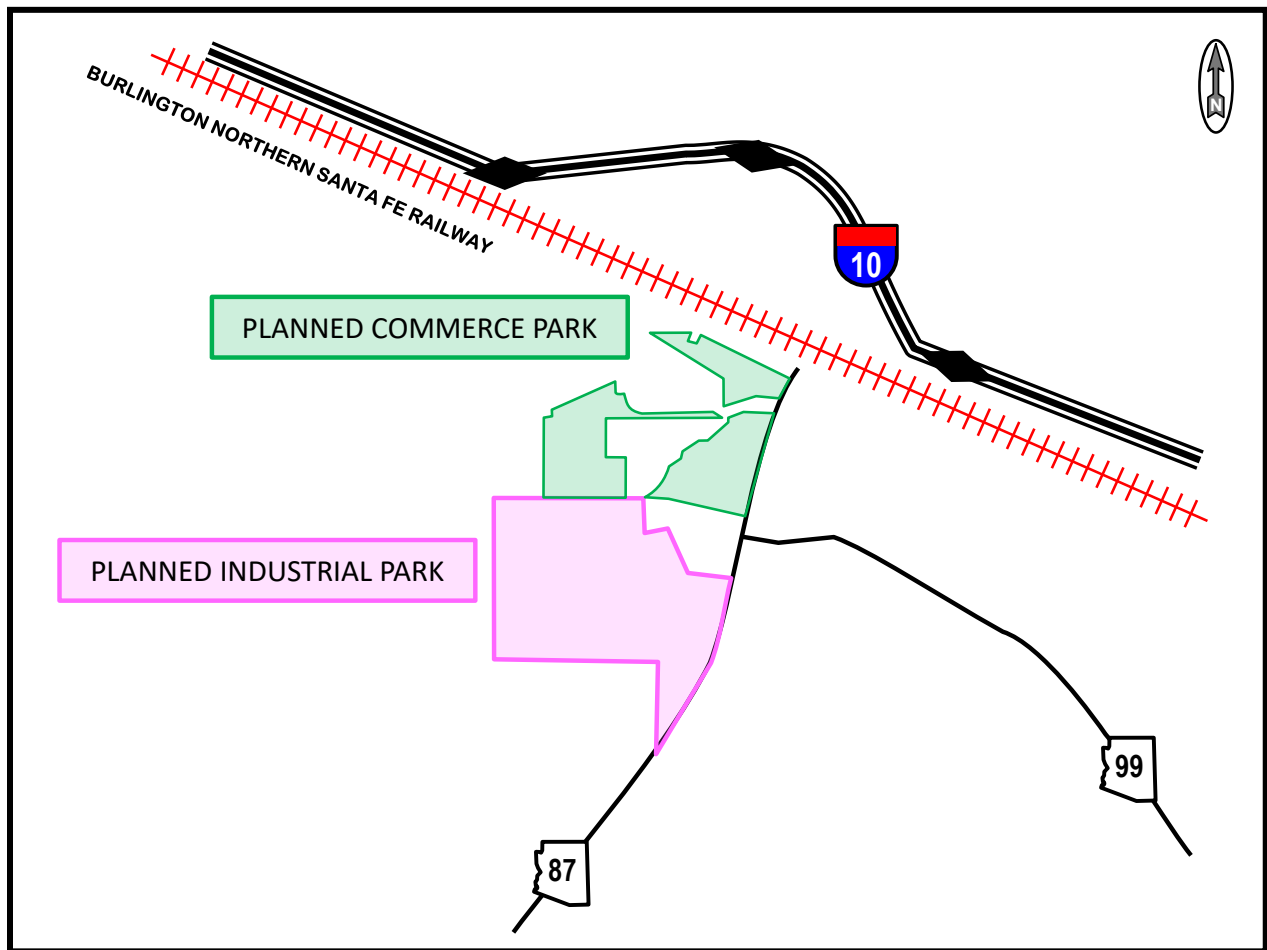 N
BURLINGTON NORTHERN SANTA FE RAILWAY
10
PLANNED COMMERCE PARK
PLANNED INDUSTRIAL PARK
99
87